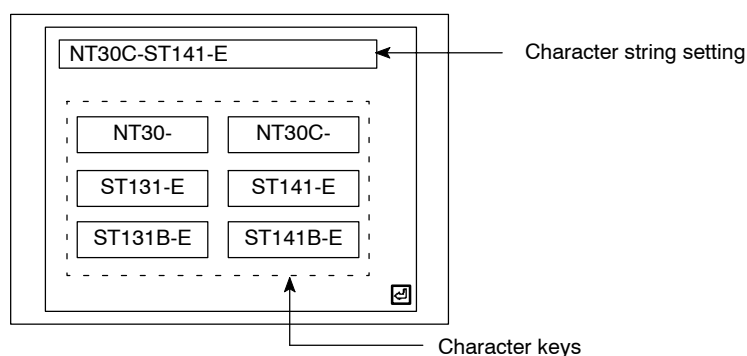 NT30C-ST141-E
Character string setting
NT30- NT30C-
ST131-E ST141-E
ST131B-E ST141B-E
Character keys